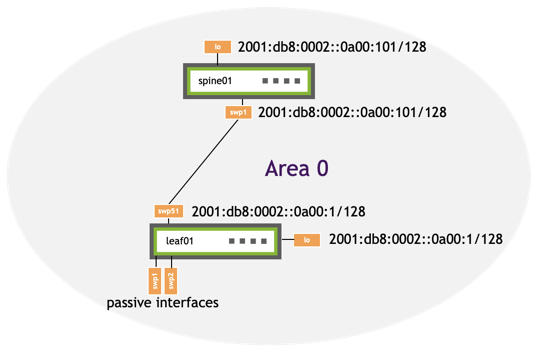 lo 2001:db8:0002::0a00:101/128
spine01
swp1 2001:db8:0002::0a00:101/128
Area 0
swp51 2001:db8:0002::0a00:1/128
leaf01
lo 2001:db8:0002::0a00:1/128
swp1
swp2
passive interfaces